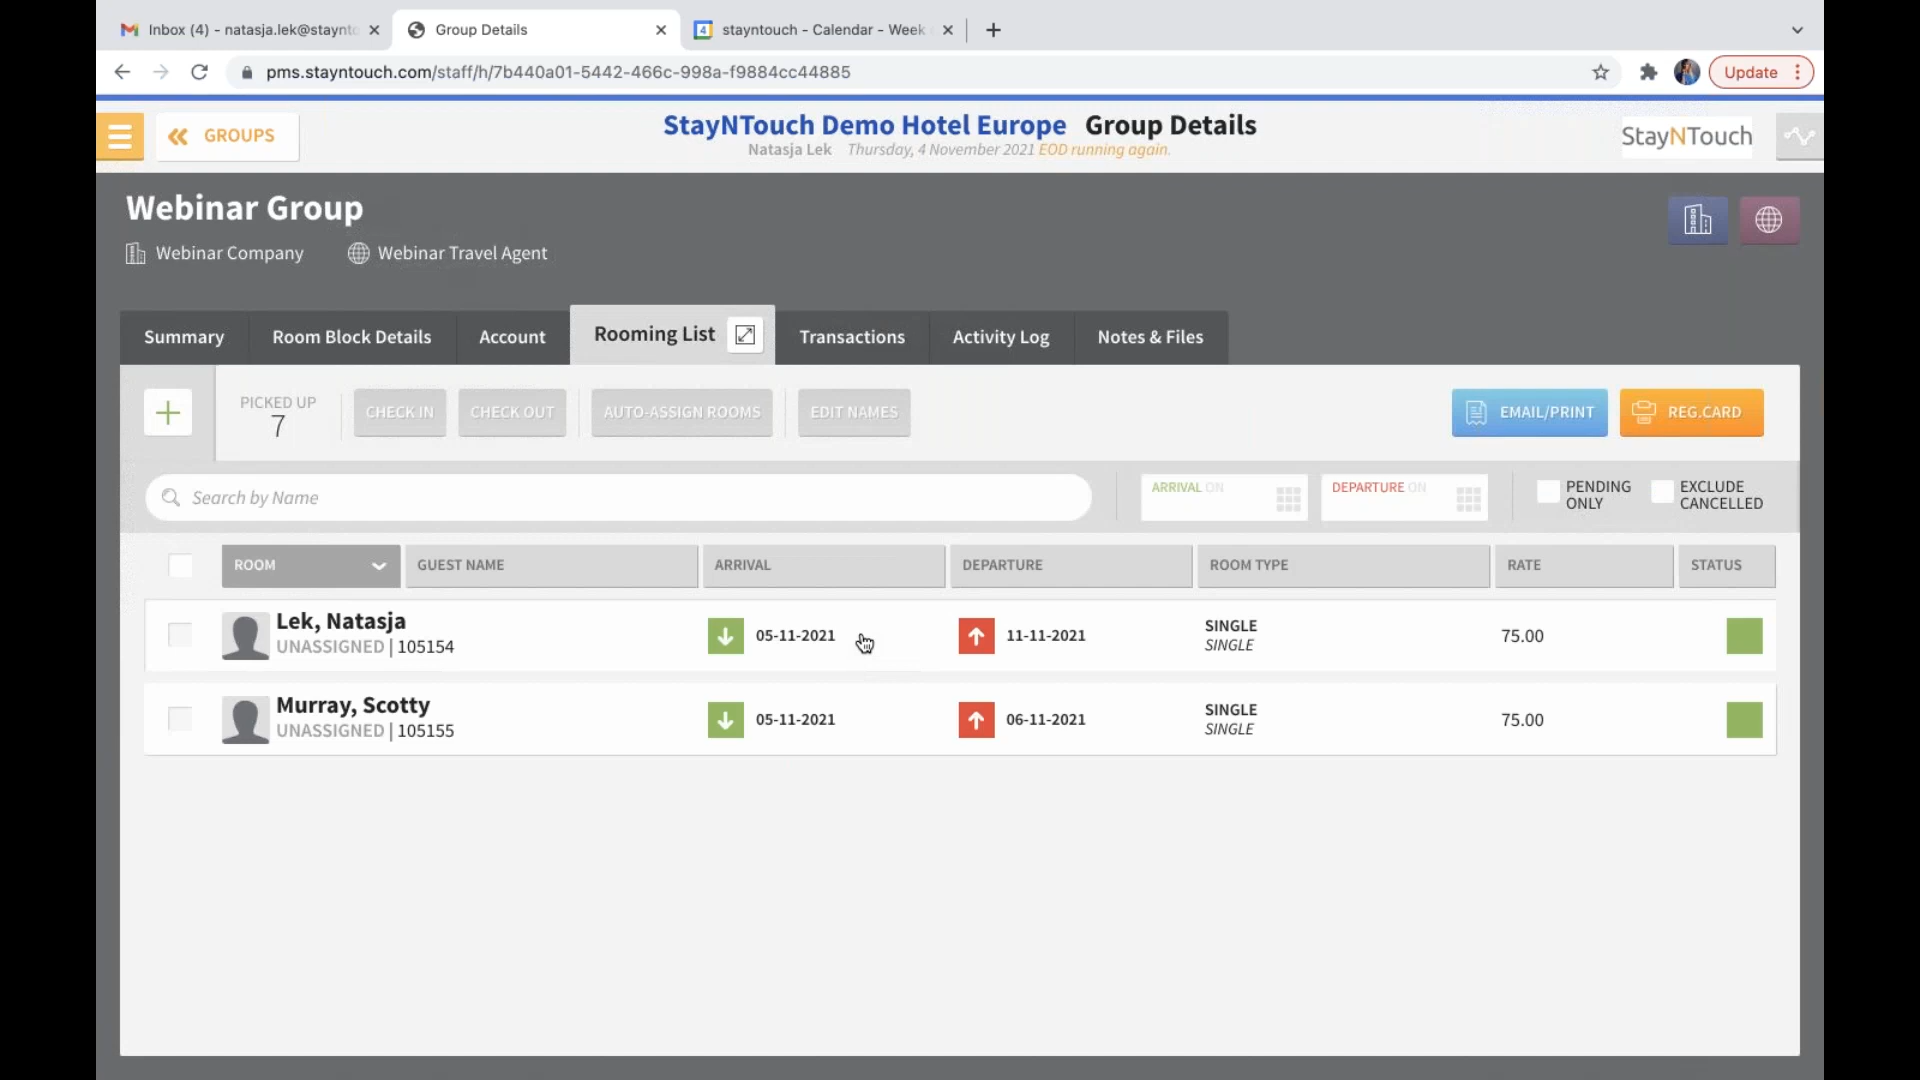 Inbox (4) - natasja.lek@staynto
Group Details
4
stayntouch - Calendar - Week
pms.stayntouch.com/staff/h/7b440a01-5442-466c-998a-f9884cc44885
Update
GROUPS
StayNTouch Demo Hotel Europe Group Details
Natasja Lek Thursday, 4 November 2021 EOD running again.
StayNTouch
Webinar Group
Webinar Company
Webinar Travel Agent
Summary
Room Block Details
Account
Rooming List
Transactions
Activity Log
Notes & Files
PICKED UP
7
CHECK IN
CHECK OUT
AUTO-ASSIGN ROOMS
EDIT NAMES
EMAIL/PRINT
REG.CARD
Search by Name
ARRIVAL ON
DEPARTURE ON
PENDING
ONLY
EXCLUDE
CANCELLED
ROOM
GUEST NAME
ARRIVAL
DEPARTURE
ROOM TYPE
RATE
STATUS
Lek, Natasja
UNASSIGNED | 105154
05-11-2021
11-11-2021
SINGLE
SINGLE
75.00
Murray, Scotty
UNASSIGNED | 105155
05-11-2021
06-11-2021
SINGLE
SINGLE
75.00